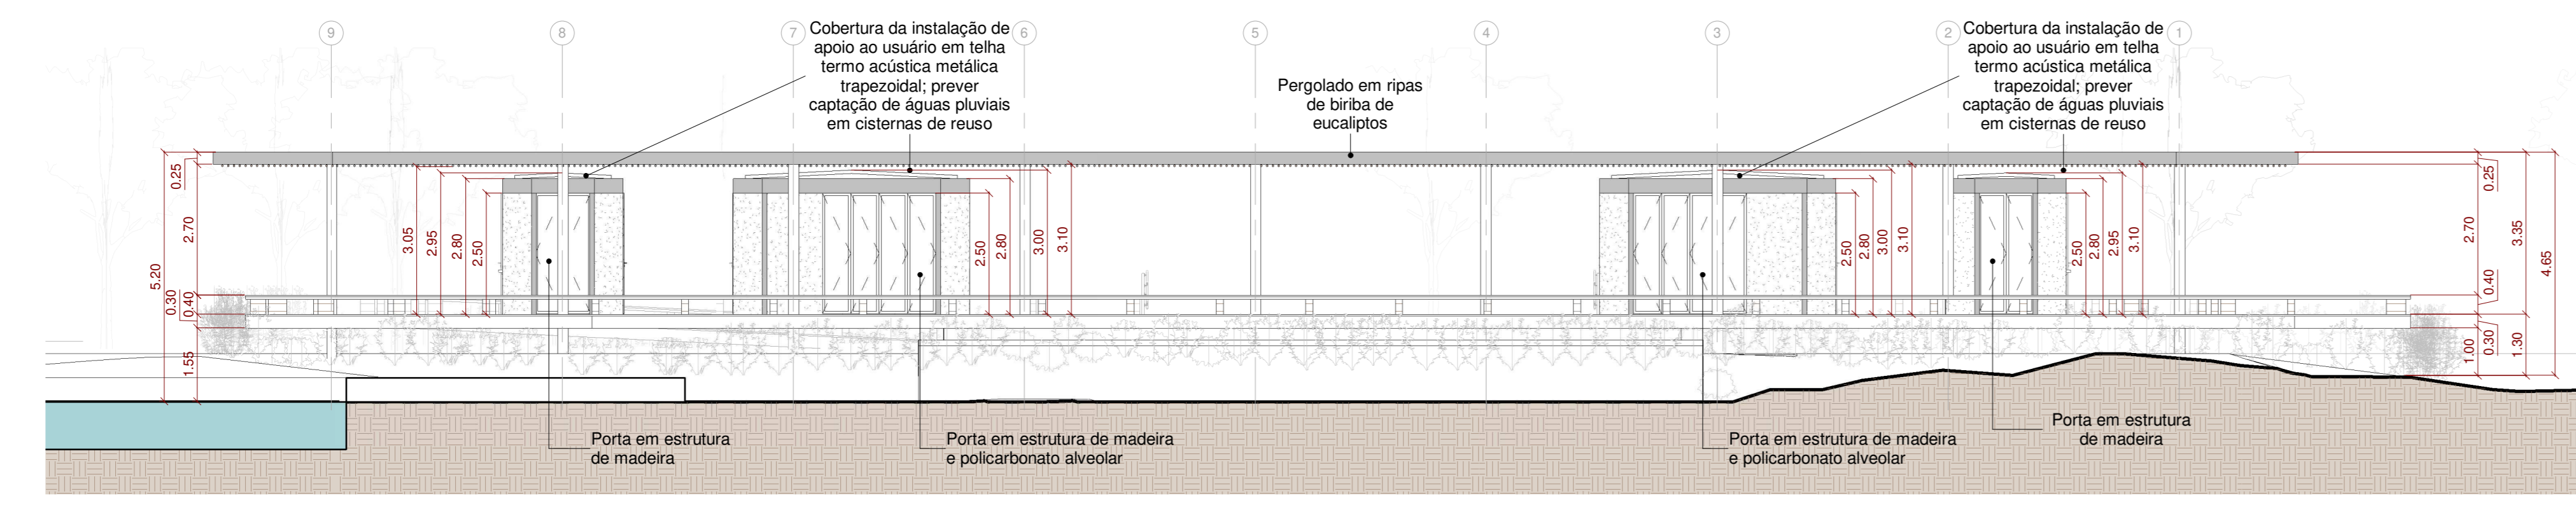 9
8
7
6
5
4
3
2
1
Cobertura da instalação de
apoio ao usuário em telha
termo acústica metálica
trapezoidal; prever
captação de águas pluviais
em cisternas de reuso
Pergolado em ripas
de biriba de
eucaliptos
Cobertura da instalação de
apoio ao usuário em telha
termo acústica metálica
trapezoidal; prever
captação de águas pluviais
em cisternas de reuso
5.20
0.25
2.70
0.40
0.30
1.55
3.05
2.95
2.80
2.50
2.50
2.80
3.00
3.10
2.50
2.80
3.00
3.10
2.50
2.80
2.95
3.10
0.25
2.70
0.40
0.30
1.00
3.35
1.30
4.65
Porta em estrutura
de madeira
Porta em estrutura de madeira
e policarbonato alveolar
Porta em estrutura de madeira
e policarbonato alveolar
Porta em estrutura
de madeira